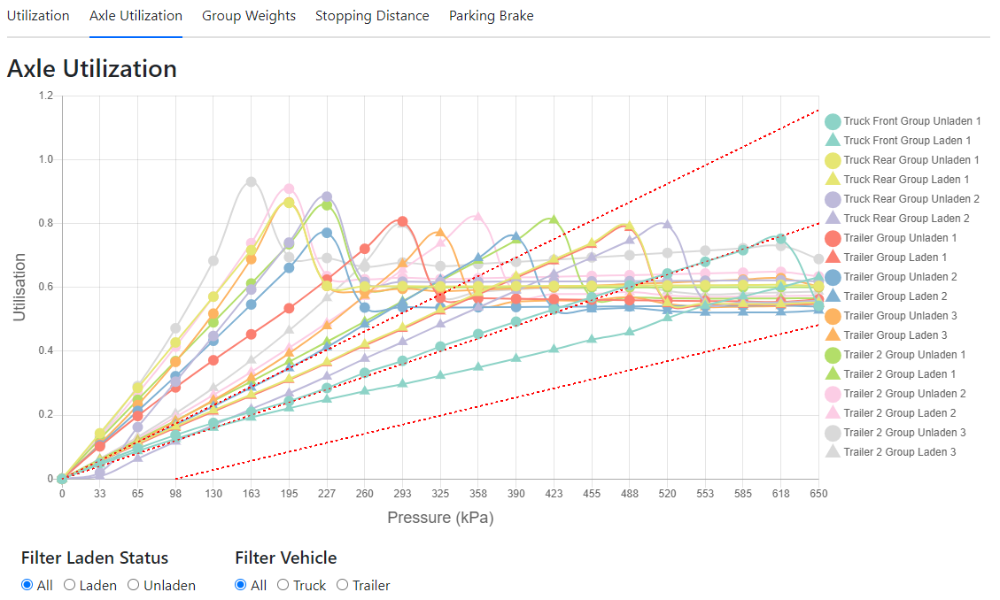 Utilization Axle Utilization Group Weights Stopping Distance Parking Brake
Axle Utilization
1.2
1.0
0.8
0.6
0.4
0.2
0
Utilisation
0 33 65 98 130 163 195 227 260 293 325 358 390 423 455 488 520 553 585 618 650
Pressure (kPa)
Truck Front Group Unladen 1
Truck Front Group Laden 1
Truck Rear Group Unladen 1
Truck Rear Group Laden 1
Truck Rear Group Unladen 2
Truck Rear Group Laden 2
Trailer Group Unladen 1
Trailer Group Laden 1
Trailer Group Unladen 2
Trailer Group Laden 2
Trailer Group Unladen 3
Trailer Group Laden 3
Trailer 2 Group Unladen 1
Trailer 2 Group Laden 1
Trailer 2 Group Unladen 2
Trailer 2 Group Laden 2
Trailer 2 Group Unladen 3
Trailer 2 Group Laden 3
Filter Laden Status
All Laden Unladen
Filter Vehicle
All Truck Trailer